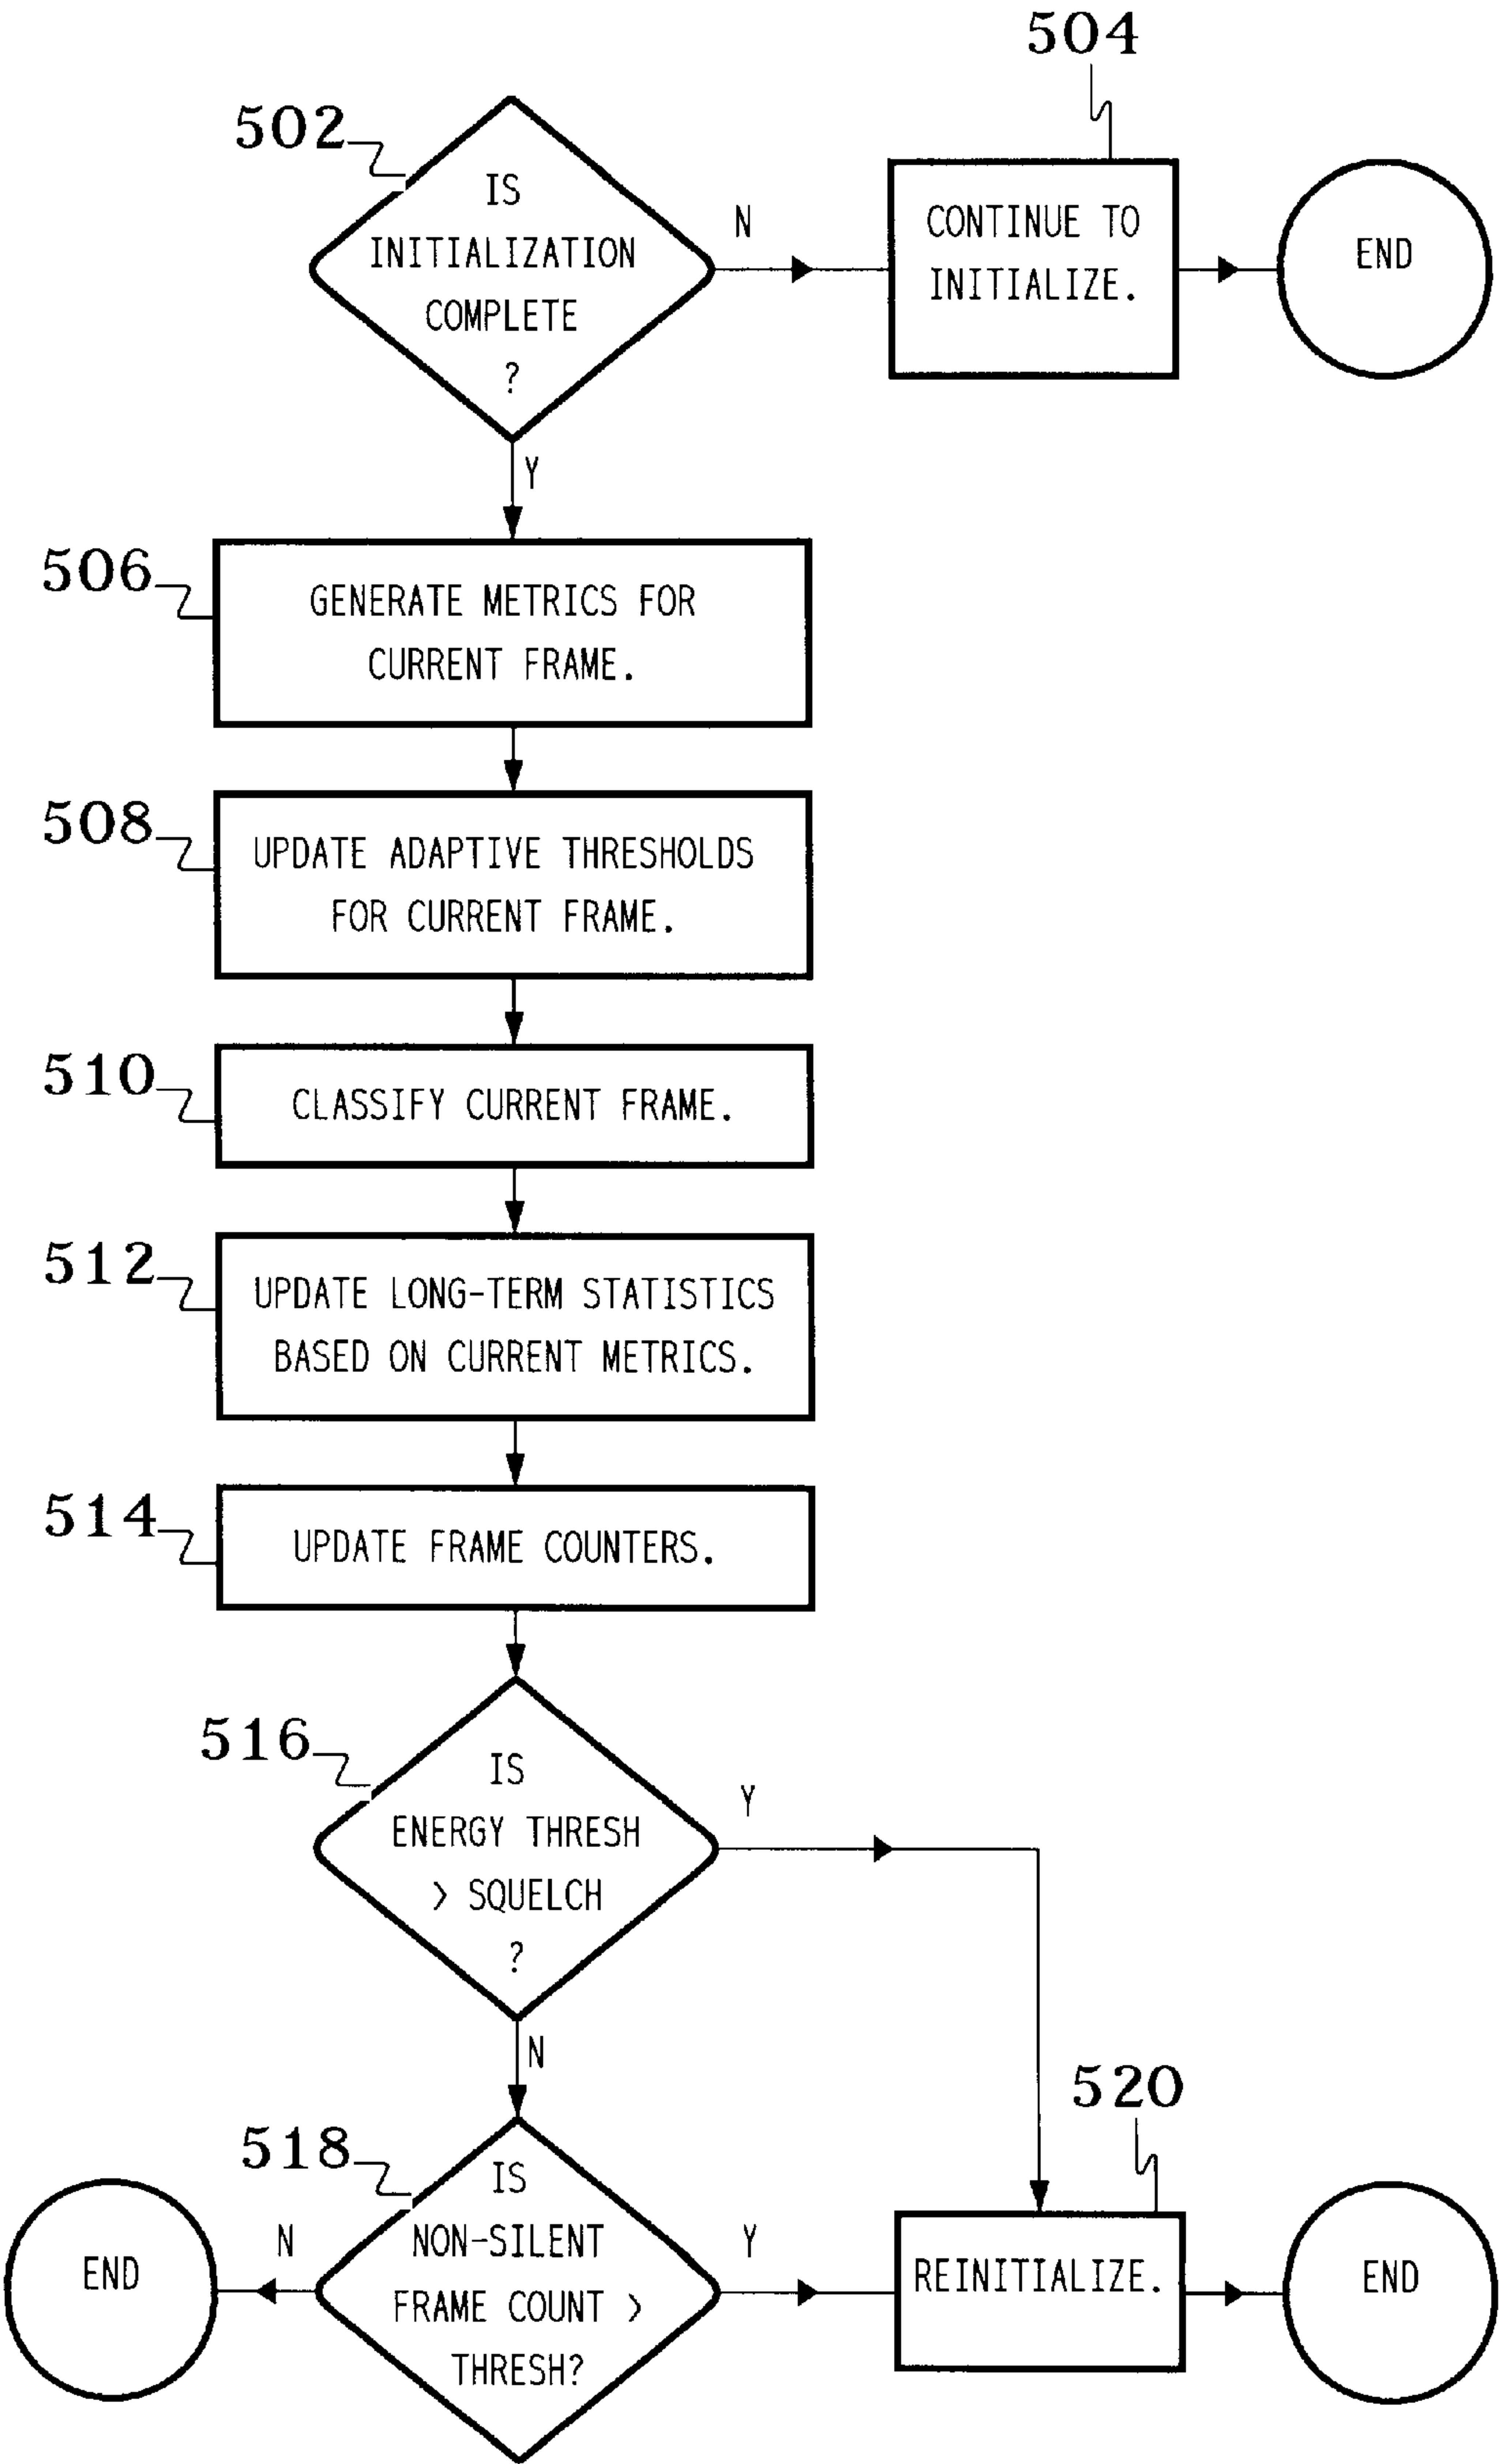 504
502
IS
INITIALIZATION
COMPLETE
?
N
CONTINUE TO
INITIALIZE.
END
Y
506
GENERATE METRICS FOR
CURRENT FRAME.
508
UPDATE ADAPTIVE THRESHOLDS
FOR CURRENT FRAME.
510
CLASSIFY CURRENT FRAME.
512
UPDATE LONG-TERM STATISTICS
BASED ON CURRENT METRICS.
514
UPDATE FRAME COUNTERS.
516
IS
ENERGY THRESH
> SQUELCH
?
Y
N
520
518
IS
NON-SILENT
FRAME COUNT >
THRESH?
N
END
Y
REINITIALIZE.
END